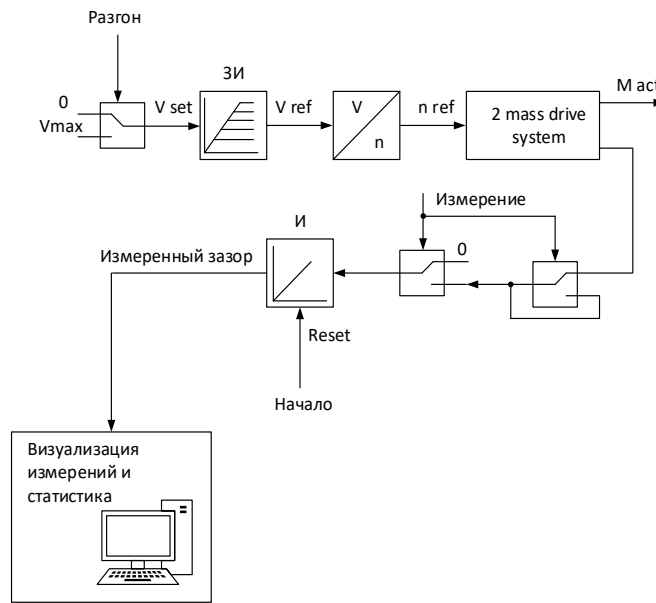 Разгон
ЗИ
M act
0
V set
V ref
V
n ref
2 mass drive
Vmax
n
system
Измерение
И
0
Измеренный зазор
Reset
Начало
Визуализация
измерений и
статистика